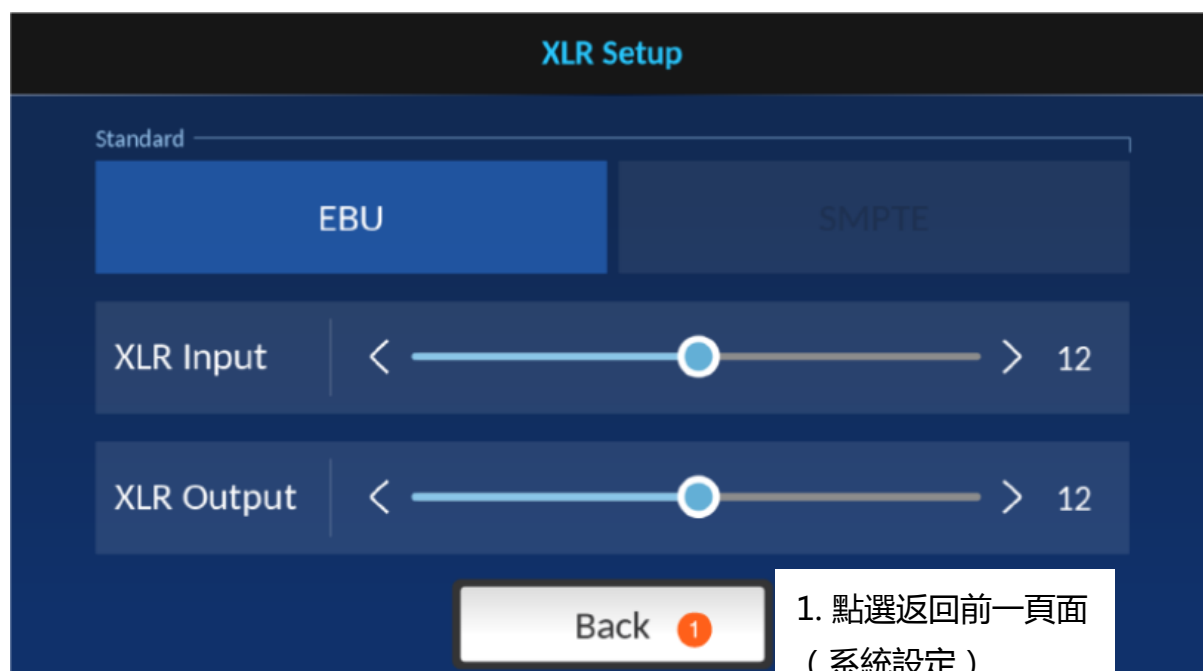 XLR Setup
Standard
EBU
SMPTE
XLR Input
12
XLR Output
12
Back 1
1. 點選返回前一頁面
（系統設定）